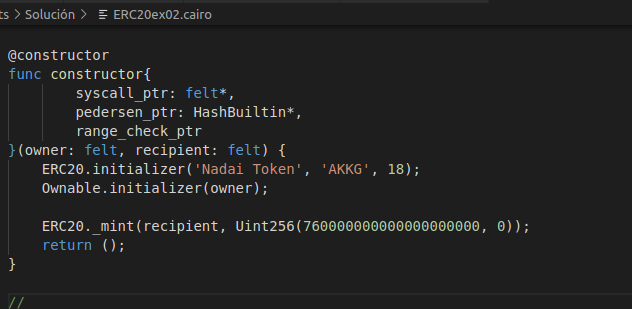 ts > Solución > ERC20ex02.cairo
@constructor
func constructor{
        syscall_ptr: felt*,
        pedersen_ptr: HashBuiltin*,
        range_check_ptr
}(owner: felt, recipient: felt) {
    ERC20.initializer('Nadai Token', 'AKKG', 18);
    Ownable.initializer(owner);
    ERC20._mint(recipient, Uint256(760000000000000000000, 0));
    return ();
}
//